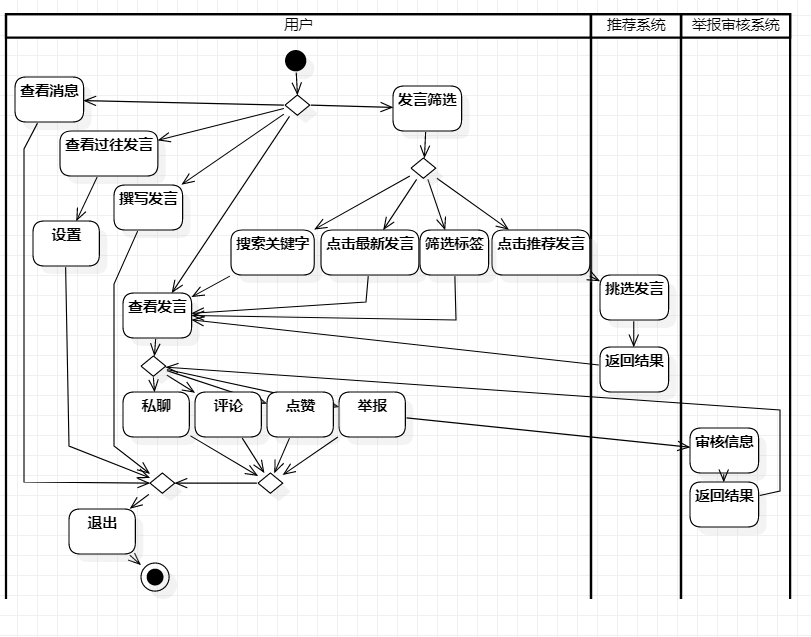 用户
推荐系统
举报审核系统
查看消息
发言筛选
查看过往发言
撰写发言
设置
搜索关键字
点击最新发言
筛选标签
点击推荐发言
挑选发言
查看发言
返回结果
私聊
评论
点赞
举报
审核信息
返回结果
退出